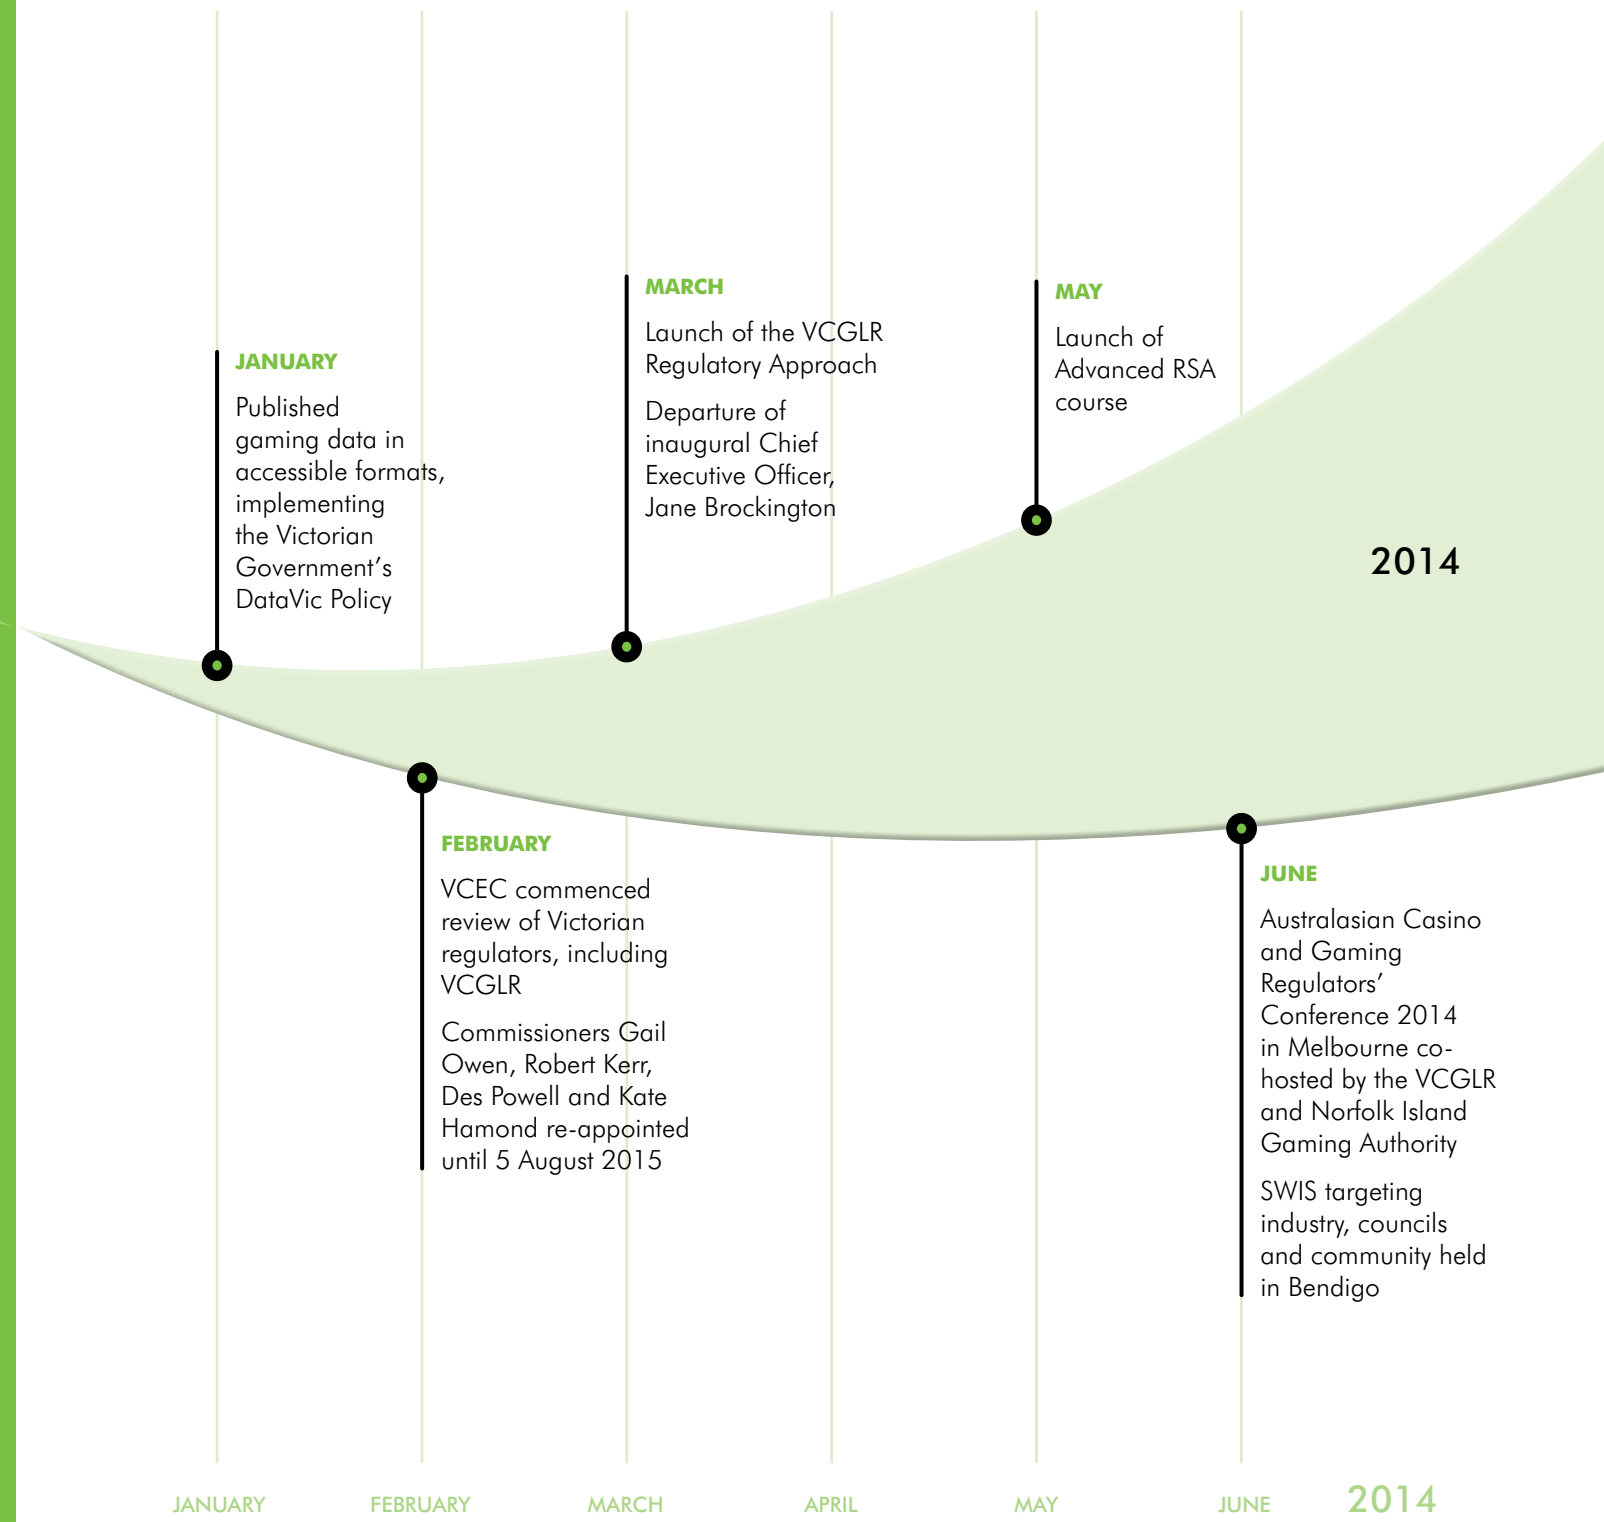 JANUARY
Published
gaming data in
accessible formats,
implementing
the Victorian
Government’s
DataVic Policy
MARCH
Launch of the VCGLR
Regulatory Approach
Departure of
inaugural Chief
Executive Officer,
Jane Brockington
MAY
Launch of
Advanced RSA
course
2014
FEBRUARY
VCEC commenced
review of Victorian
regulators, including
VCGLR
Commissioners Gail
Owen, Robert Kerr,
Des Powell and Kate
Hamond re-appointed
until 5 August 2015
JUNE
Australasian Casino
and Gaming
Regulators’
Conference 2014
in Melbourne co-
hosted by the VCGLR
and Norfolk Island
Gaming Authority
SWIS targeting
industry, councils
and community held
in Bendigo
JANUARY FEBRUARY MARCH APRIL MAY JUNE 2014